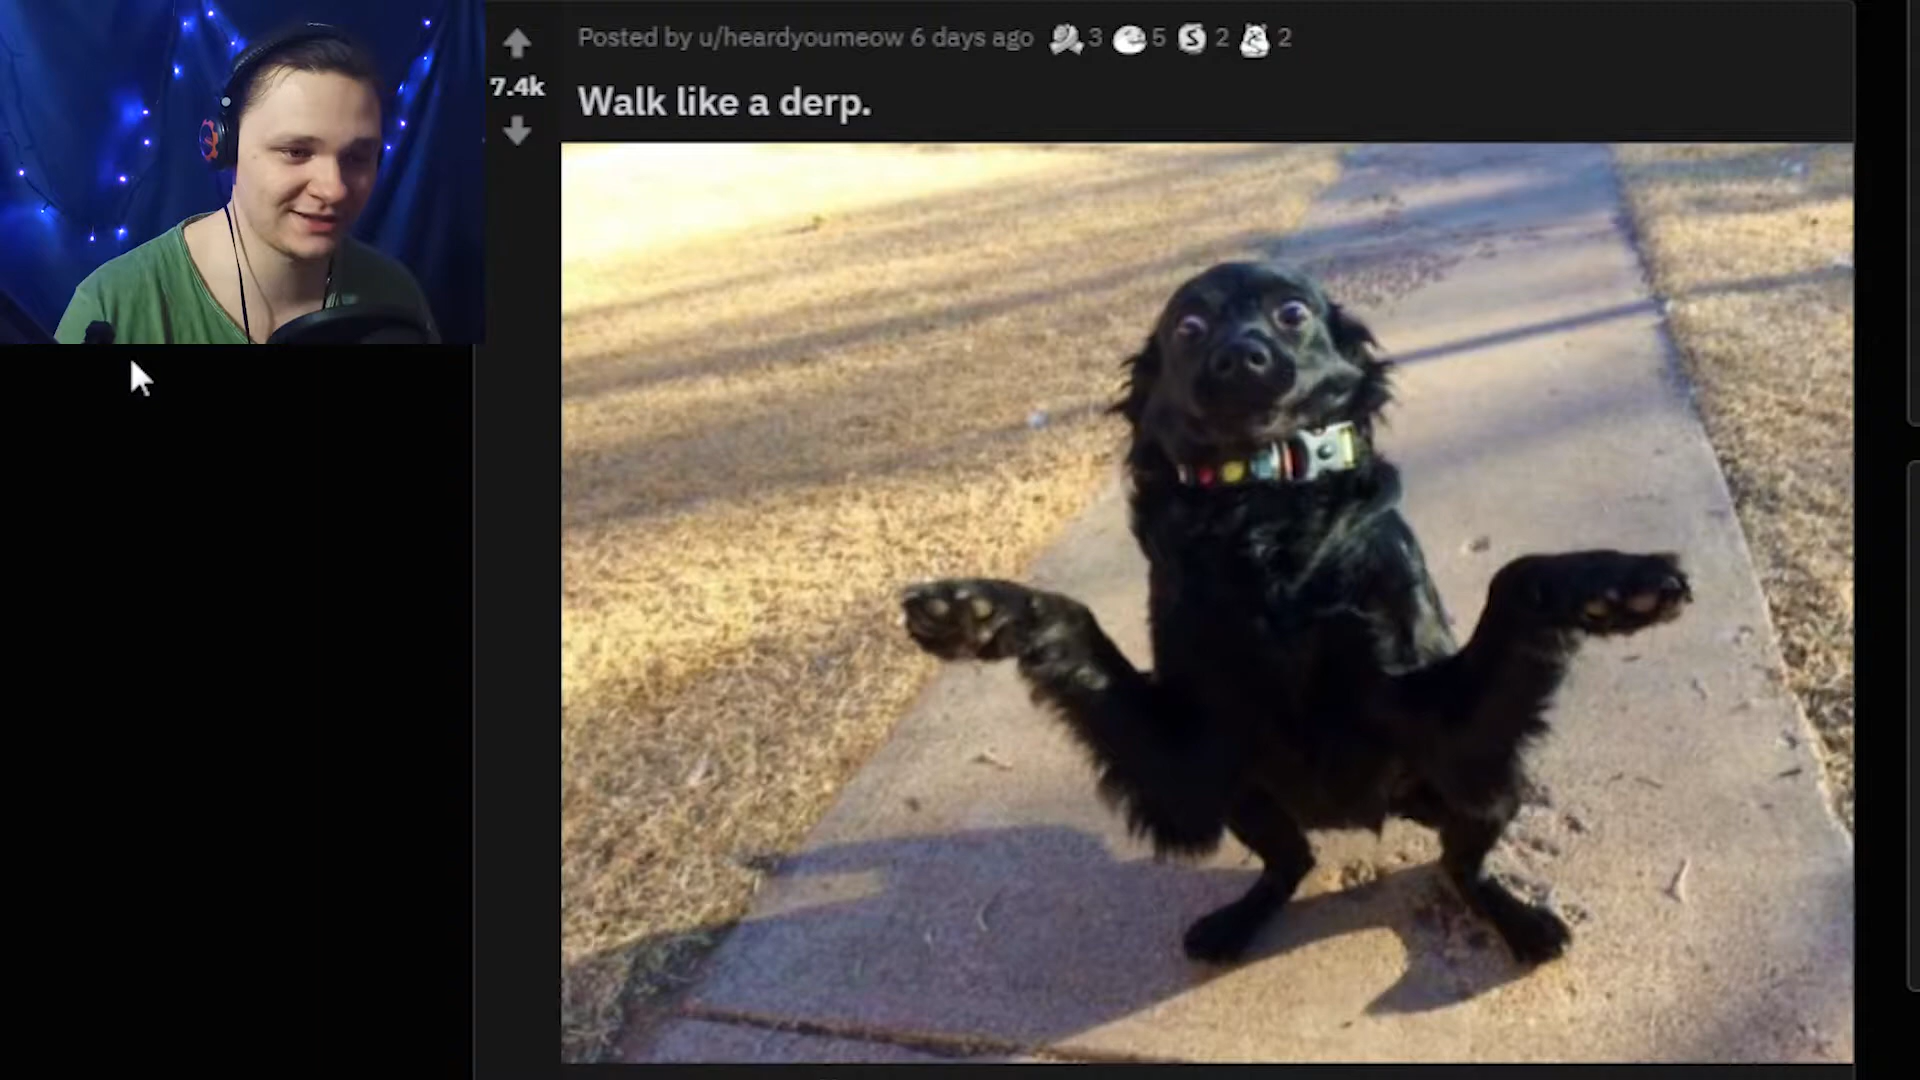 Posted by u/heardyoumeow 6 days ago 3 5 2 2
7.4k
Walk like a derp.